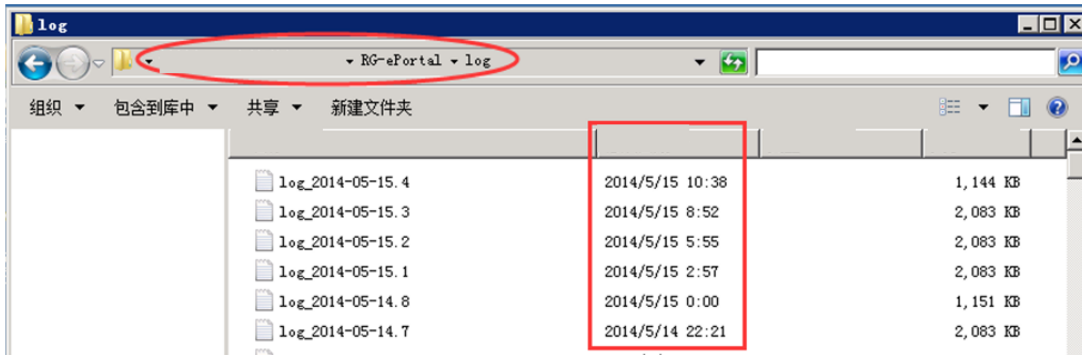 log
RG-ePortal log
组织 包含到库中 共享 新建文件夹
log_2014-05-15.4 2014/5/15 10:38 1,144 KB
log_2014-05-15.3 2014/5/15 8:52 2,083 KB
log_2014-05-15.2 2014/5/15 5:55 2,083 KB
log_2014-05-15.1 2014/5/15 2:57 2,083 KB
log_2014-05-14.8 2014/5/15 0:00 1,151 KB
log_2014-05-14.7 2014/5/14 22:21 2,083 KB